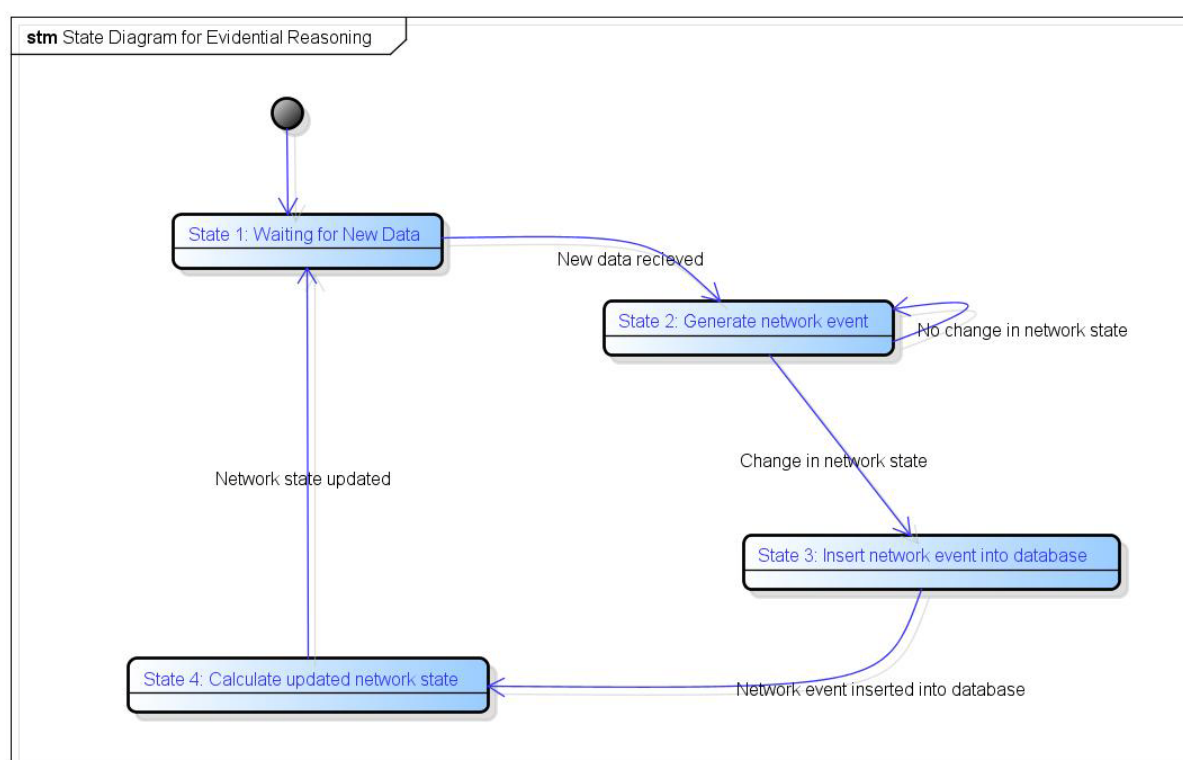 stm State Diagram for Evidential Reasoning
State 1: Waiting for New Data
New data recieved
State 2: Generate network event
No change in network state
Change in network state
Network state updated
State 3: Insert network event into database
State 4: Calculate updated network state
Network event inserted into database